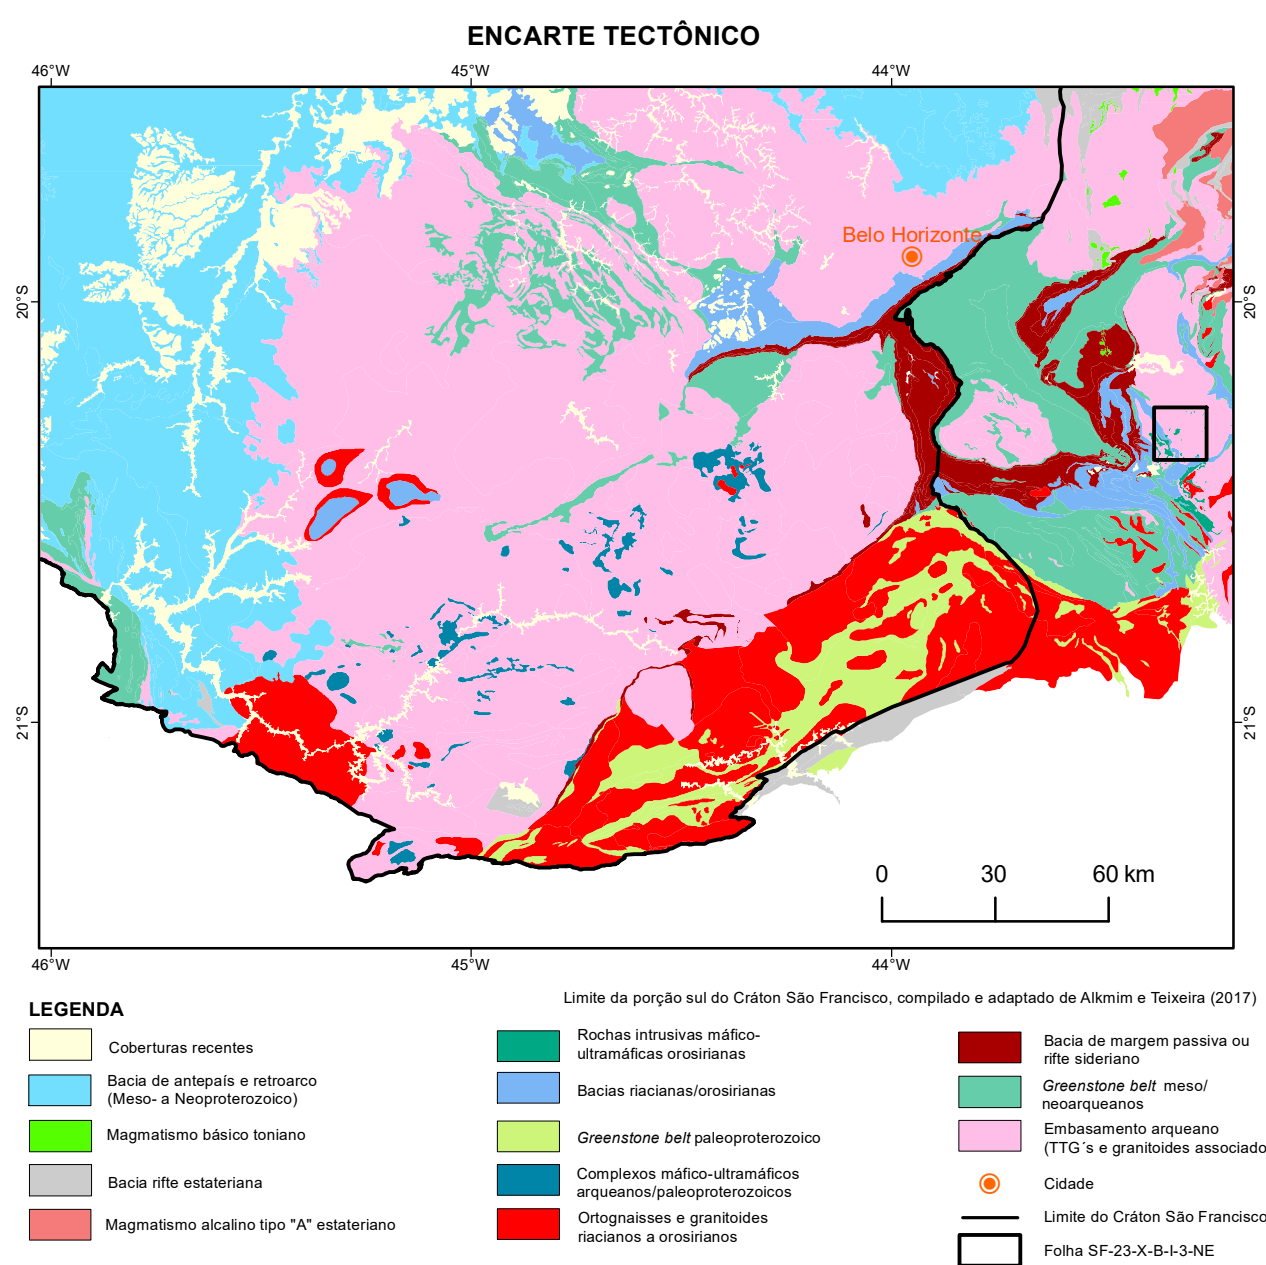 ENCARTE TECTÔNICO
46°W
45°W
44°W
20°S
20°S
Belo Horizonte
21°S
21°S
0
30
60 km
46°W
45°W
44°W
Limite da porção sul do Cráton São Francisco, compilado e adaptado de Alkmim e Teixeira (2017)
LEGENDA
Coberturas recentes
Bacia de antepaís e retroarco
(Meso- a Neoproterozoico)
Magmatismo básico toniano
Bacia rifte estateriana
Magmatismo alcalino tipo "A" estateriano
Rochas intrusivas máfico-
ultramáficas orosirianas
Bacias riacianas/orosirianas
Greenstone belt paleoproterozoico
Complexos máfico-ultramáficos
arqueanos/paleoproterozoicos
Ortognaisses e granitoides
riacianos a orosirianos
Bacia de margem passiva ou
rifte sideriano
Greenstone belt meso/
neoarqueanos
Embasamento arqueano
(TTG´s e granitoides associado
Cidade
Limite do Cráton São Francisco
Folha SF-23-X-B-I-3-NE